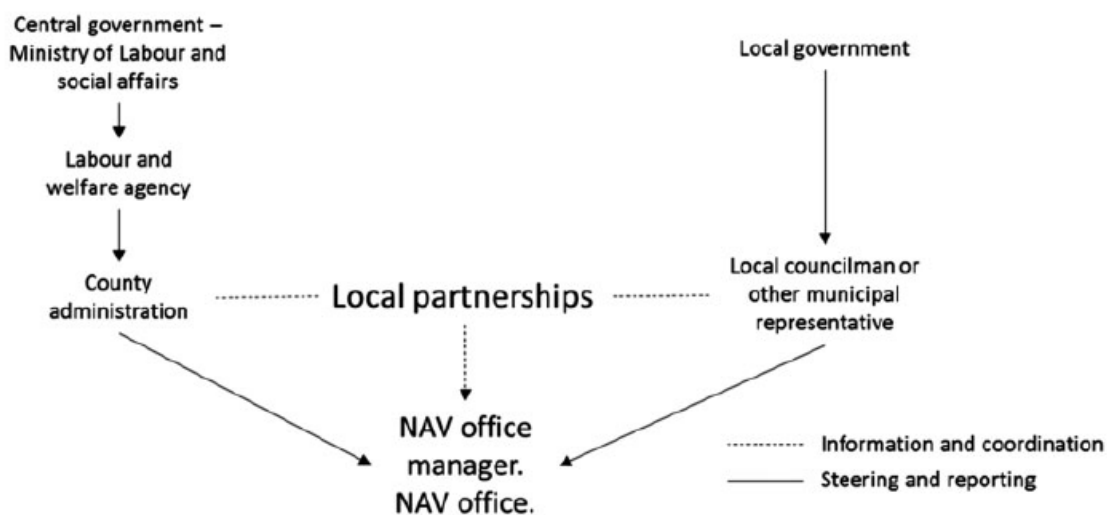 Central government –
Ministry of Labour and
social affairs
Local government
Labour and
welfare agency
County
administration
Local partnerships
Local councilman or
other municipal
representative
NAV office
manager.
NAV office.
Information and coordination
Steering and reporting